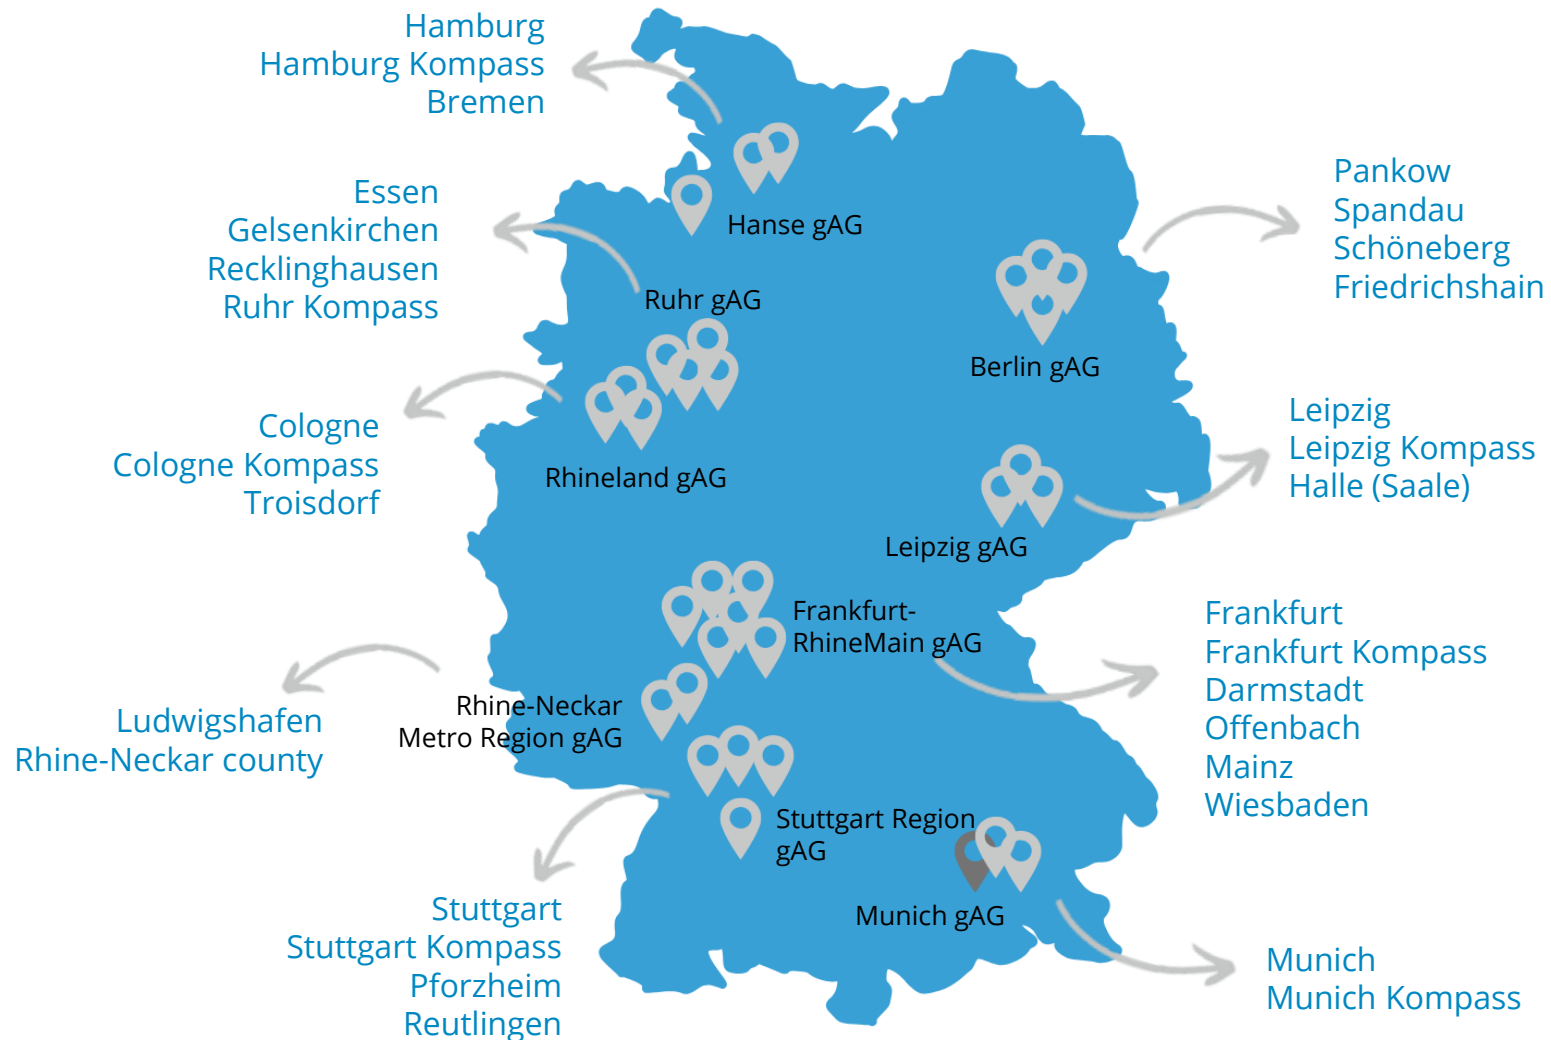 Hamburg
Hamburg Kompass
Bremen
Hanse gAG
Essen
Gelsenkirchen
Recklinghausen
Ruhr Kompass
Ruhr gAG
Pankow
Spandau
Schöneberg
Friedrichshain
Berlin gAG
Cologne
Cologne Kompass
Troisdorf
Rhineland gAG
Leipzig
Leipzig Kompass
Halle (Saale)
Leipzig gAG
Frankfurt-
RhineMain gAG
Frankfurt
Frankfurt Kompass
Darmstadt
Offenbach
Mainz
Wiesbaden
Rhine-Neckar
Metro Region gAG
Ludwigshafen
Rhine-Neckar county
Stuttgart Region
gAG
Stuttgart
Stuttgart Kompass
Pforzheim
Reutlingen
Munich gAG
Munich
Munich Kompass